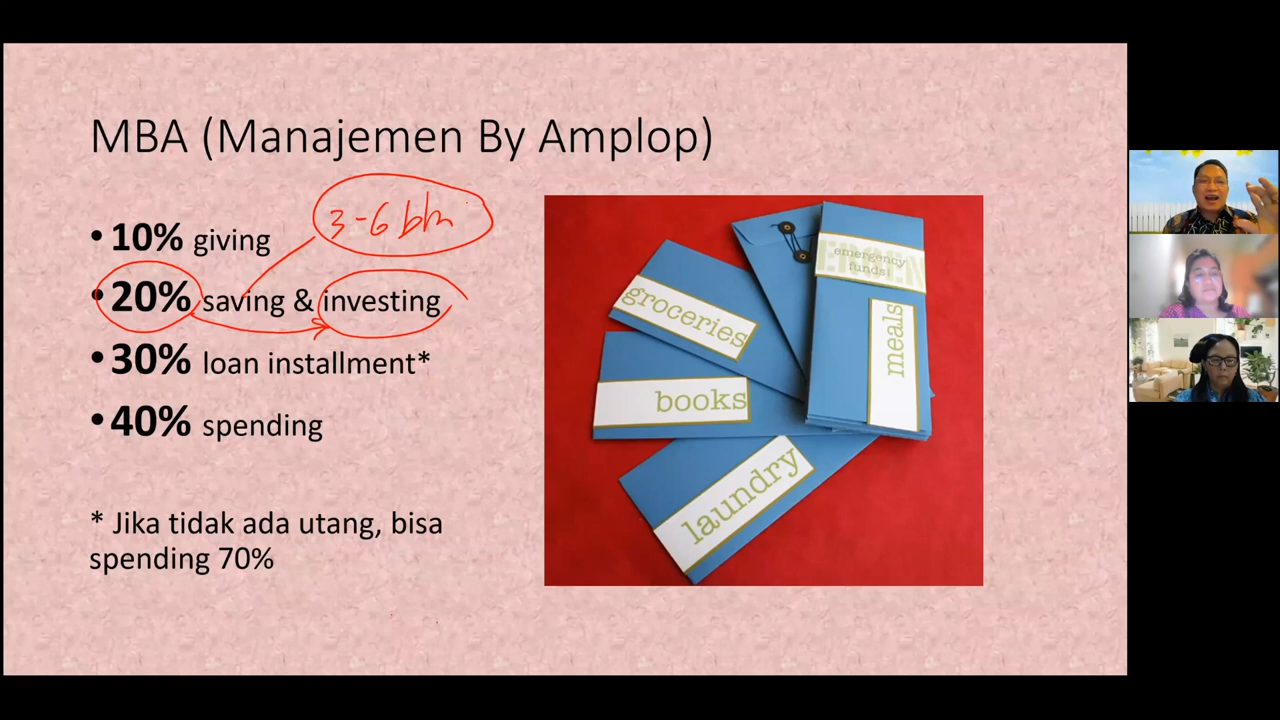 MBA (Manajemen By Amplop)
3-6 bln
• 10% giving
• 20% saving & investing
• 30% loan installment*
• 40% spending
* Jika tidak ada utang, bisa
spending 70%
emergency
funds!
groceries
meals
books
laundry